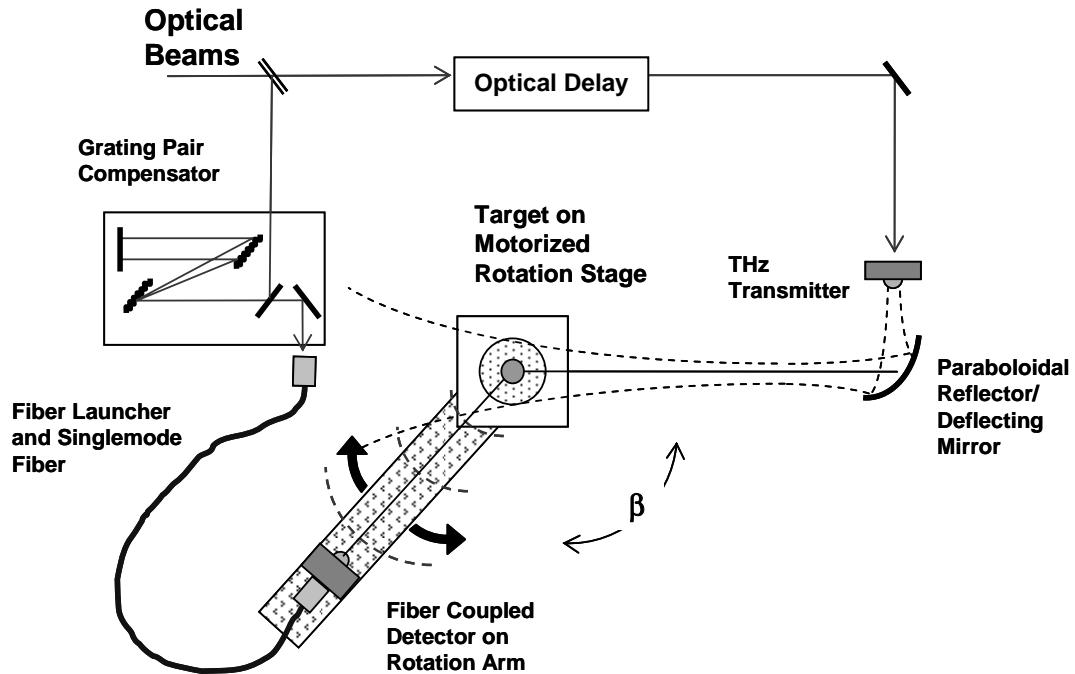 Optical
Beams
Optical Delay
Grating Pair
Compensator
Target on
Motorized
Rotation Stage
THz
Transmitter
Paraboloidal
Reflector/
Deflecting
Mirror
Fiber Launcher
and Singlemode
Fiber
β
Fiber Coupled
Detector on
Rotation Arm